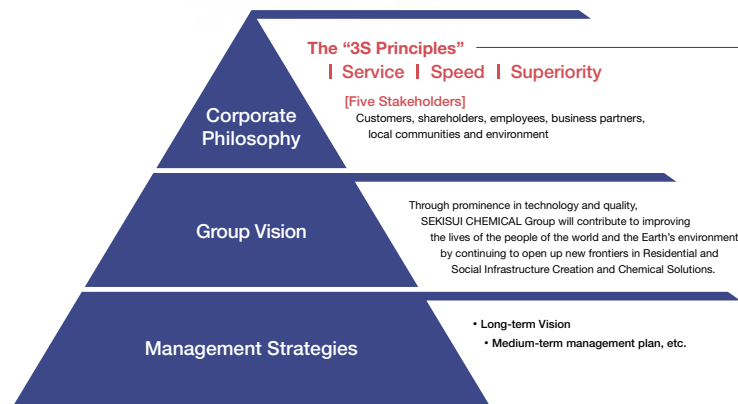 The “3S Principles”
Service Speed Superiority
[Five Stakeholders]
Customers, shareholders, employees, business partners,
local communities and environment
Corporate
Philosophy
Through prominence in technology and quality,
SEKISUI CHEMICAL Group will contribute to improving
the lives of the people of the world and the Earth's environment
by continuing to open up new frontiers in Residential and
Social Infrastructure Creation and Chemical Solutions.
Group Vision
• Long-term Vision
• Medium-term management plan, etc.
Management Strategies